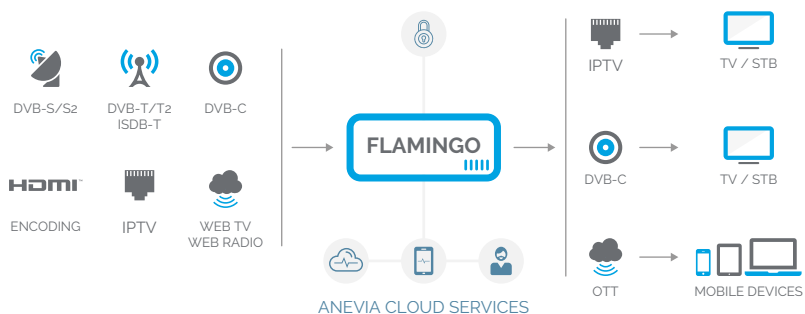 DVB-S/S2
DVB-T/T2
ISDB-T
DVB-C
HDMI™
ENCODING
IPTV
WEB TV
WEB RADIO
FLAMINGO
ANEVIA CLOUD SERVICES
IPTV
TV / STB
DVB-C
TV / STB
OTT
MOBILE DEVICES